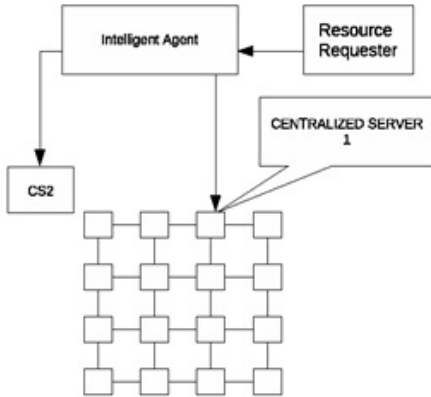 Intelligent Agent
Resource
Requester
CENTRALIZED SERVER
1
CS2